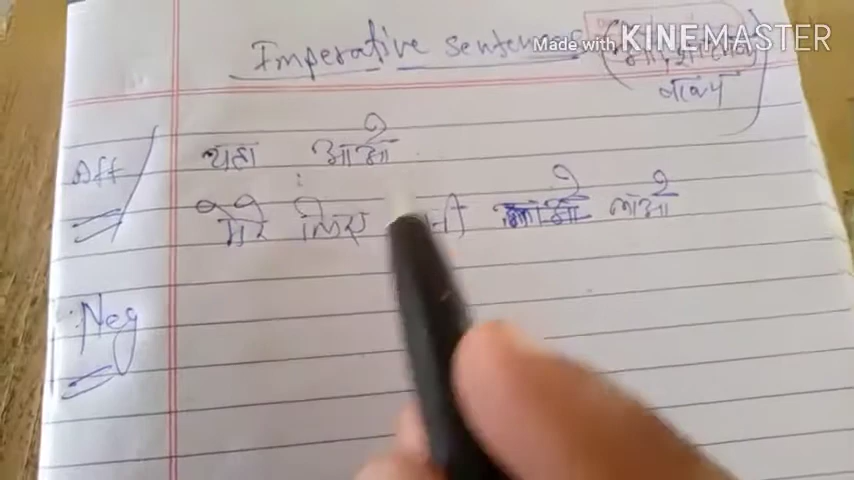 Imperative sentences
Made with KINEMASTER
वाक्य
Aff यहा आओ
मेरे लिए लाओ
Neg